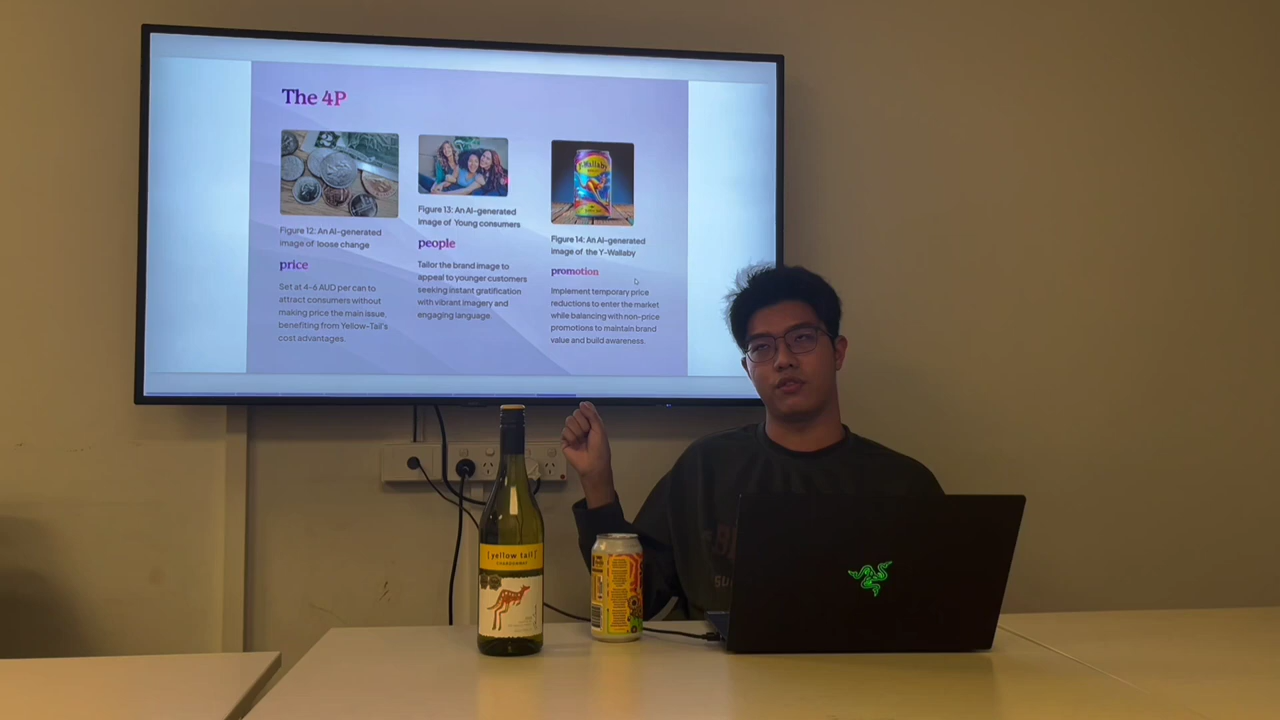 The 4P
Figure 12: An AI-generated
image of loose change
price
Set at 4-6 AUD per can to
attract consumers without
making price the main issue,
benefiting from Yellow-Tail's
cost advantages.
Figure 13: An AI-generated
image of Young consumers
people
Tailor the brand image to
appeal to younger customers
seeking instant gratification
with vibrant imagery and
engaging language.
Figure 14: An AI-generated
image of the Y-Wallaby
promotion
Implement temporary price
reductions to enter the market
while balancing with non-price
promotions to maintain brand
value and build awareness.
[ yellow tail ]
CHARDONNAY